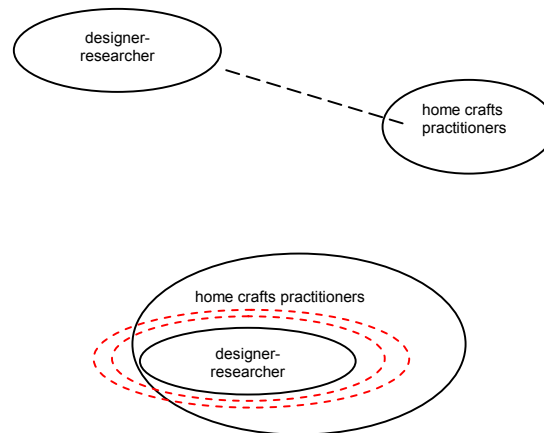 designer-
researcher
home crafts
practitioners
home crafts practitioners
designer-
researcher